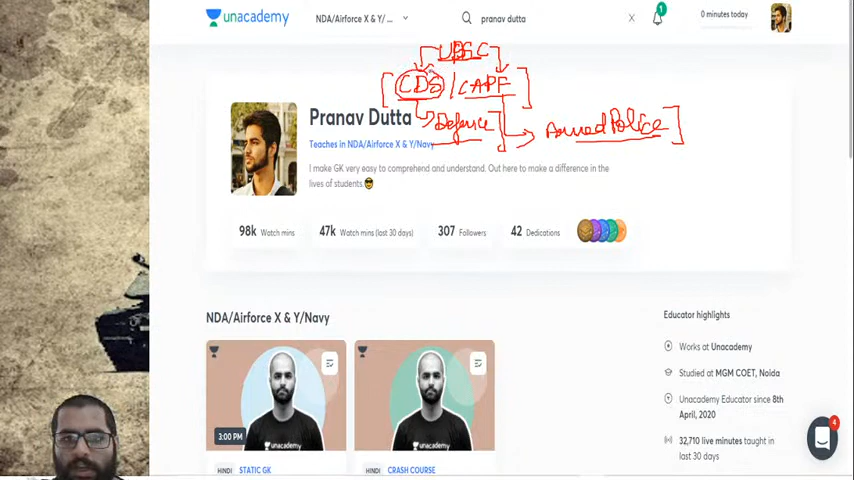 unacademy
NDA/Airforce X & Y/ ...
pranav dutta
X
1
0 minutes today
UPSC
[CDS / CAPF]
Pranav Dutta
Defence] Armed Police]
Teaches in NDA/Airforce X & Y/Navy
I make GK very easy to comprehend and understand. Out here to make a difference in the
lives of students.😎
98k Watch mins
47k Watch mins (last 30 days)
307 Followers
42 Dedications
NDA/Airforce X & Y/Navy
3:00 PM
unacademy
HINDI STATIC GK
unacademy
HINDI CRASH COURSE
Educator highlights
Works at Unacademy
Studied at MGM COET, Noida
Unacademy Educator since 8th
April, 2020
32,710 live minutes taught in
last 30 days
4